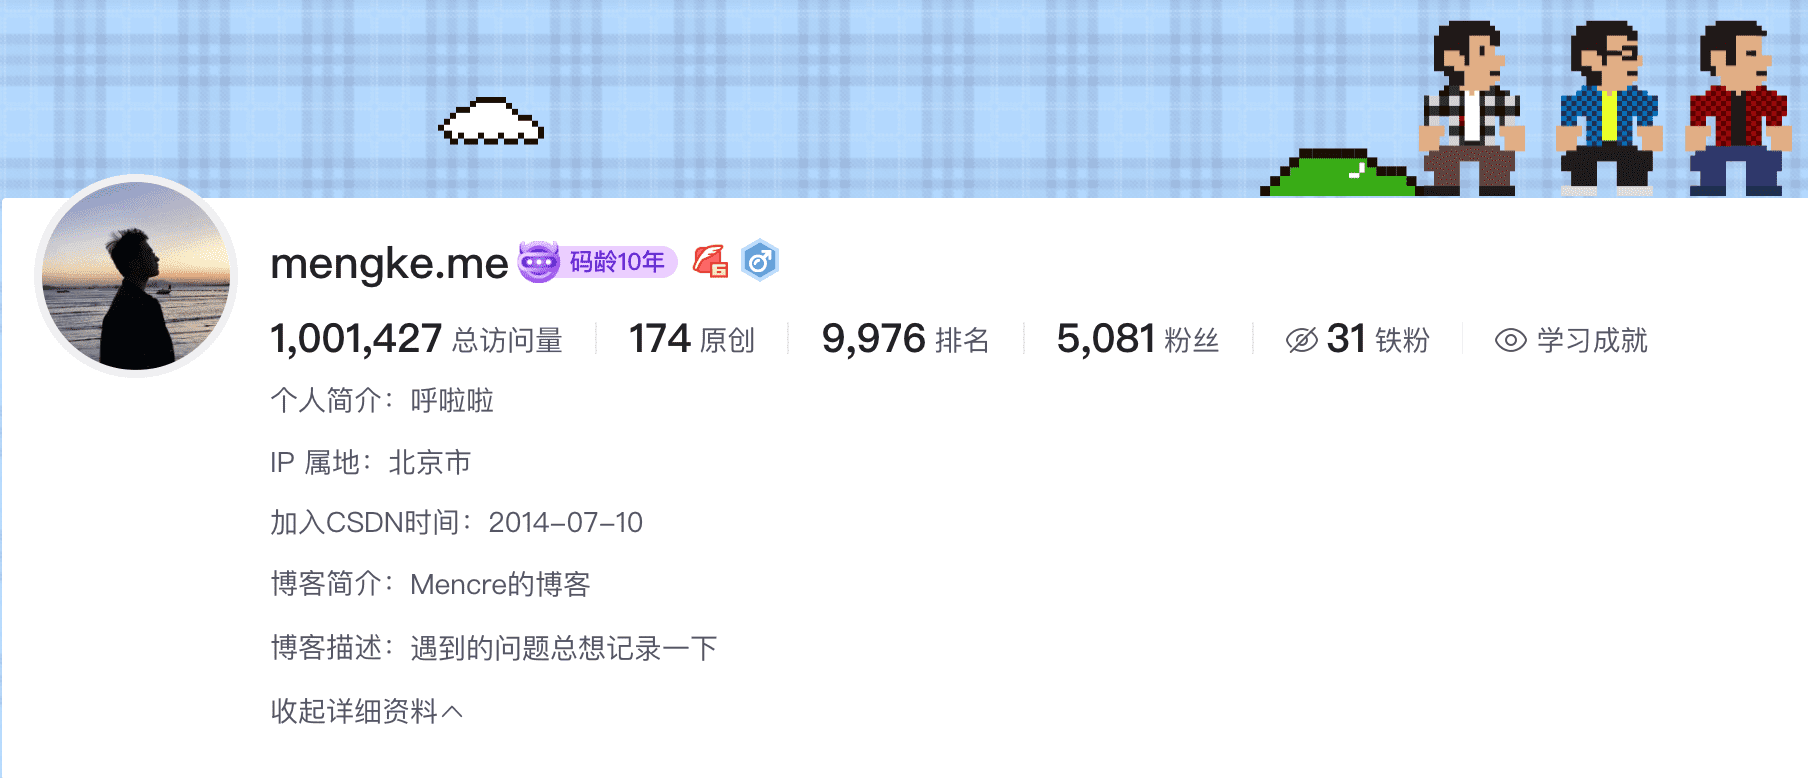 mengke.me 码龄10年 6
1,001,427 总访问量 174 原创 9,976 排名 5,081 粉丝 31 铁粉 学习成就
个人简介：呼啦啦
IP 属地：北京市
加入CSDN时间：2014-07-10
博客简介：Mencre的博客
博客描述：遇到的问题总想记录一下
收起详细资料